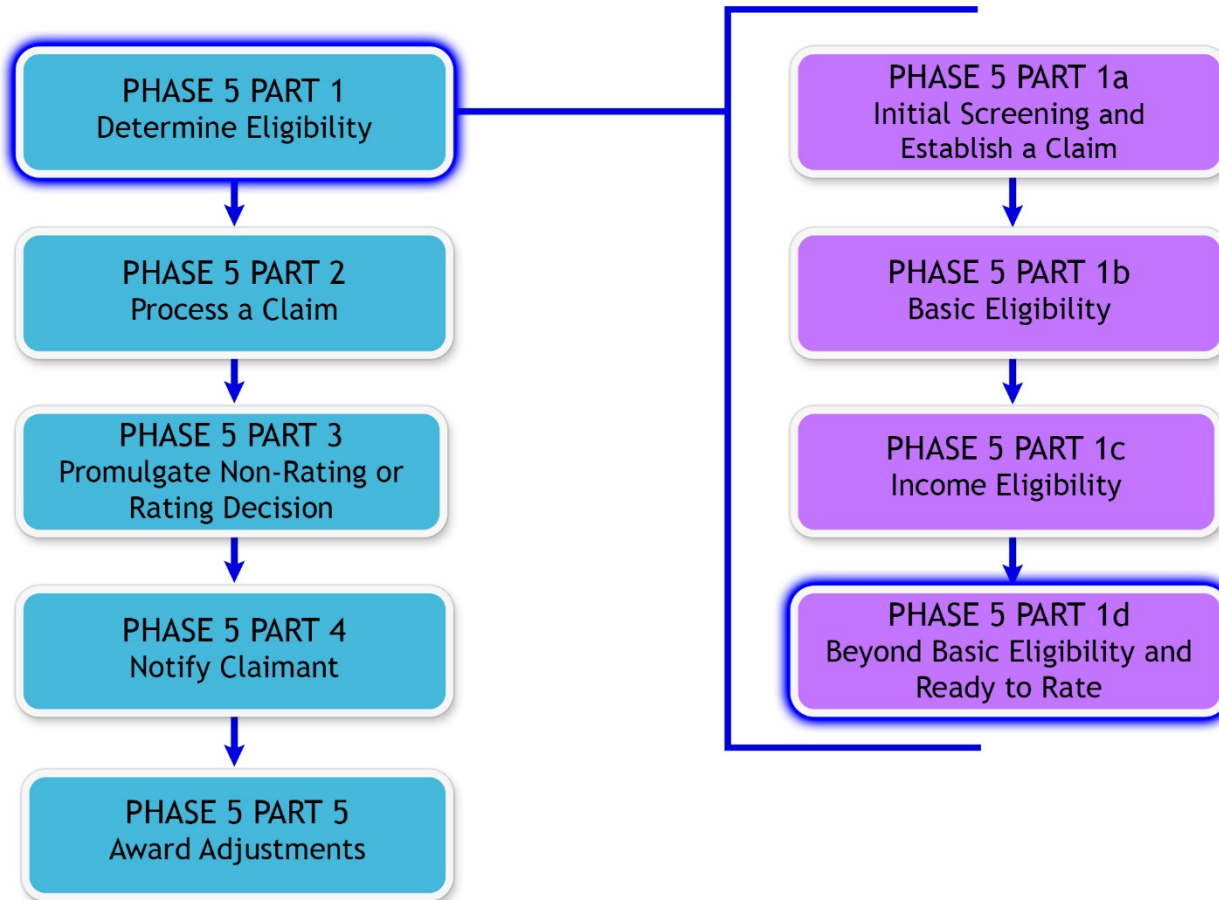 PHASE 5 PART 1
Determine Eligibility
PHASE 5 PART 2
Process a Claim
PHASE 5 PART 3
Promulgate Non-Rating or
Rating Decision
PHASE 5 PART 4
Notify Claimant
PHASE 5 PART 5
Award Adjustments
PHASE 5 PART 1a
Initial Screening and
Establish a Claim
PHASE 5 PART 1b
Basic Eligibility
PHASE 5 PART 1c
Income Eligibility
PHASE 5 PART 1d
Beyond Basic Eligibility and
Ready to Rate